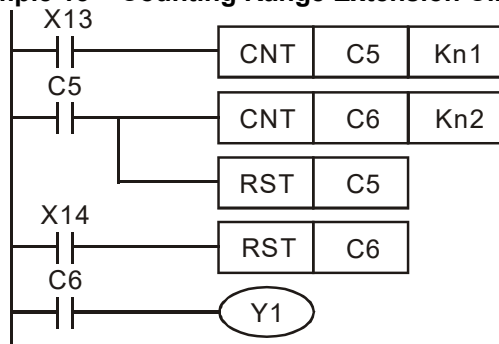 Counting Range Extension
X13
CNT C5 Kn1
C5
CNT C6 Kn2
RST C5
X14
RST C6
C6
Y1